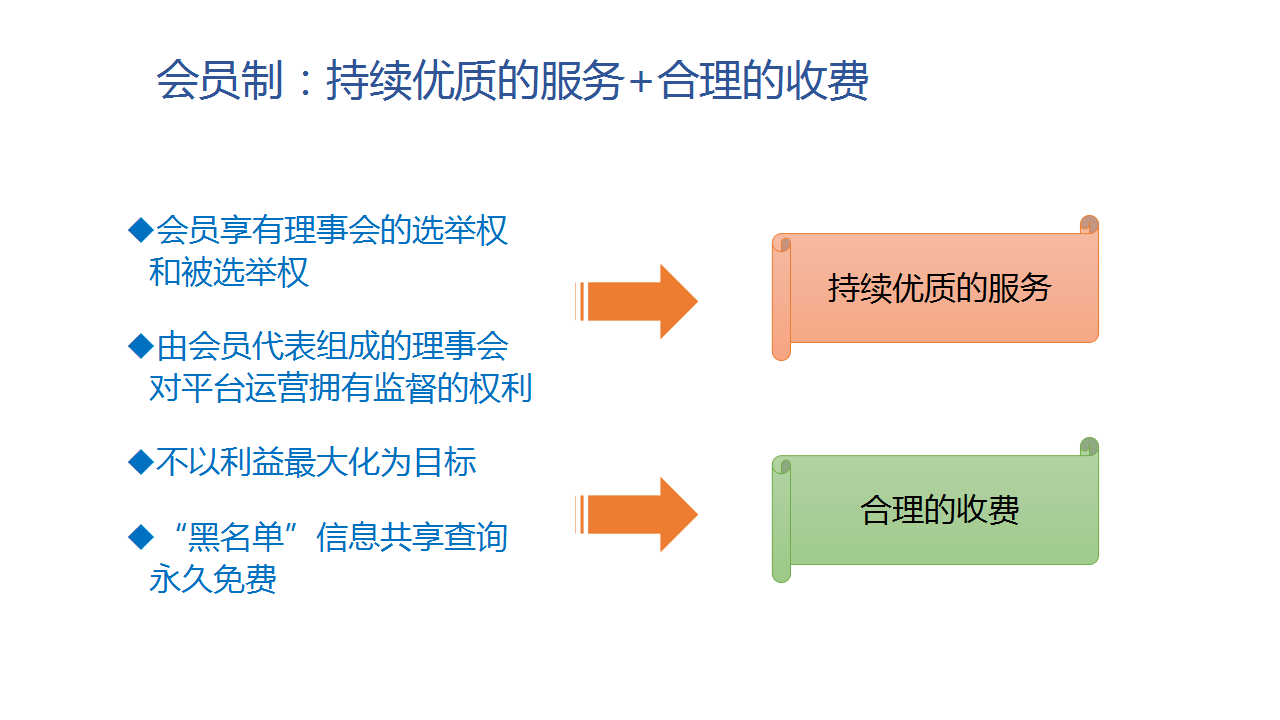 会员制：持续优质的服务+合理的收费
◆会员享有理事会的选举权
和被选举权
◆由会员代表组成的理事会
对平台运营拥有监督的权利
◆不以利益最大化为目标
◆“黑名单”信息共享查询
永久免费
持续优质的服务
合理的收费